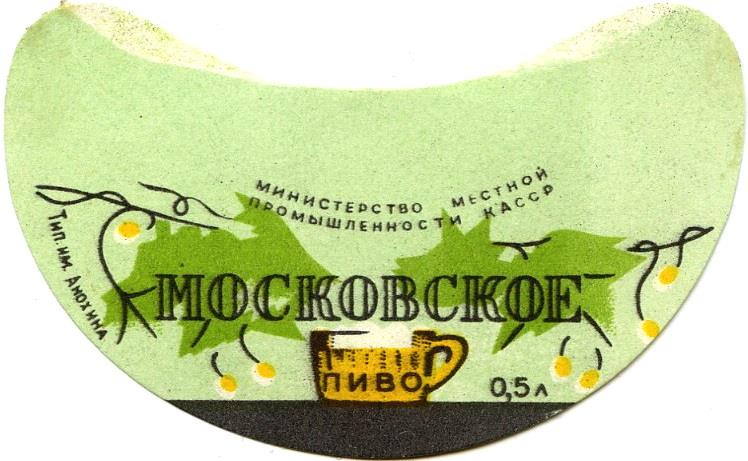 МИНИСТЕРСТВО МЕСТНОЙ
ПРОМЫШЛЕННОСТИ КАССР
Тип. им. Анохина
МОСКОВСКОЕ
ПИВО
0,5 л